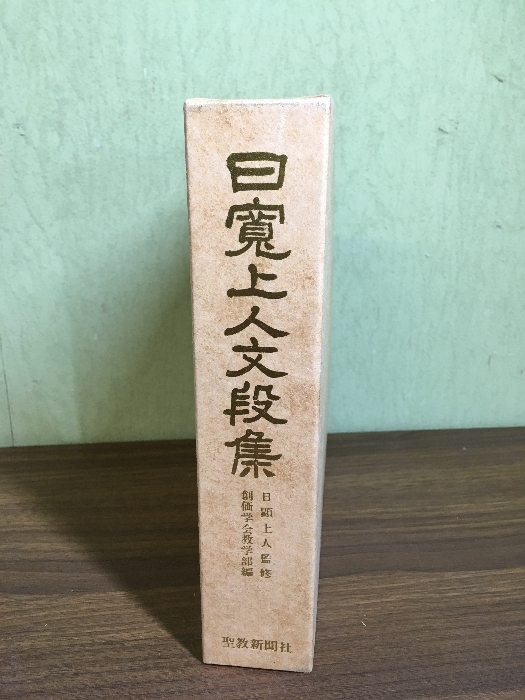 日寛上人文段集
日顕上人監修
創価学会教学部編
聖教新聞社